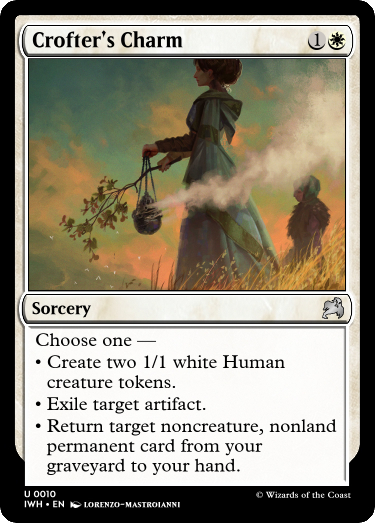 Crofter's Charm 1
Sorcery
Choose one —
• Create two 1/1 white Human
creature tokens.
• Exile target artifact.
• Return target noncreature, nonland
permanent card from your
graveyard to your hand.
U 0010
IWH • EN LORENZO-MASTROIANNI
© Wizards of the Coast